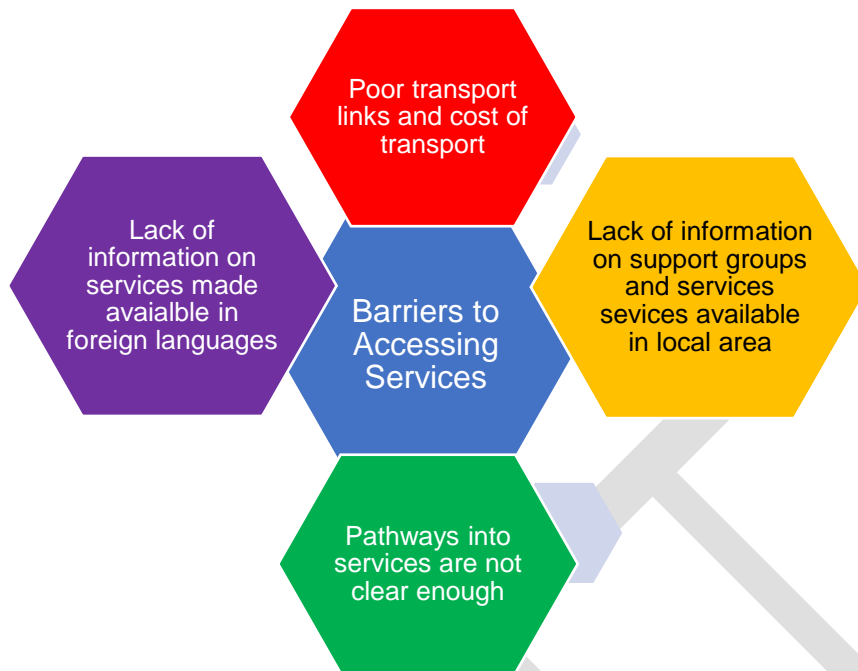 Poor transport
links and cost of
transport
Lack of
information on
services made
avaialble in
foreign languages
Barriers to
Accessing
Services
Lack of information
on support groups
and services
sevices available
in local area
Pathways into
services are not
clear enough